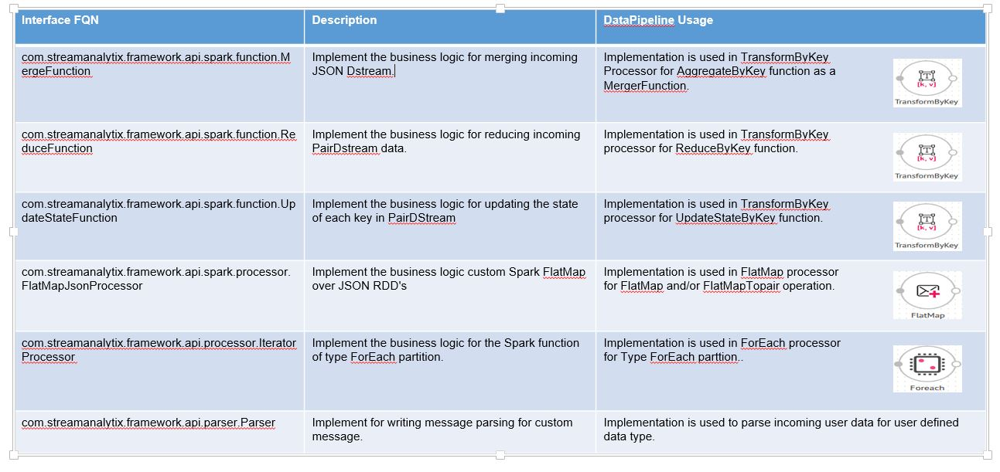 Interface FQN
Description
DataPipeline Usage
com.streamanalytix.framework.api.spark.function.M
ergeFunction
Implement the business logic for merging incoming
JSON Dstream.
Implementation is used in TransformByKey
Processor for AggregateByKey function as a
MergerFunction.
T
[k, v]
TransformByKey
com.streamanalytix.framework.api.spark.function.Re
duceFunction
Implement the business logic for reducing incoming
PairDstream data.
Implementation is used in TransformByKey
processor for ReduceByKey function.
T
[k, v]
TransformByKey
com.streamanalytix.framework.api.spark.function.Up
dateStateFunction
Implement the business logic for updating the state
of each key in PairDStream
Implementation is used in TransformByKey
processor for UpdateStateByKey function.
T
[k, v]
TransformByKey
com.streamanalytix.framework.api.spark.processor.
FlatMapJsonProcessor
Implement the business logic custom Spark FlatMap
over JSON RDD's
Implementation is used in FlatMap processor
for FlatMap and/or FlatMapTopair operation.
FlatMap
com.streamanalytix.framework.api.processor.Iterator
Processor
Implement the business logic for the Spark function
of type ForEach partition.
Implementation is used in ForEach processor
for Type ForEach parttion..
Foreach
com.streamanalytix.framework.api.parser.Parser
Implement for writing message parsing for custom
message.
Implementation is used to parse incoming user data for user defined
data type.